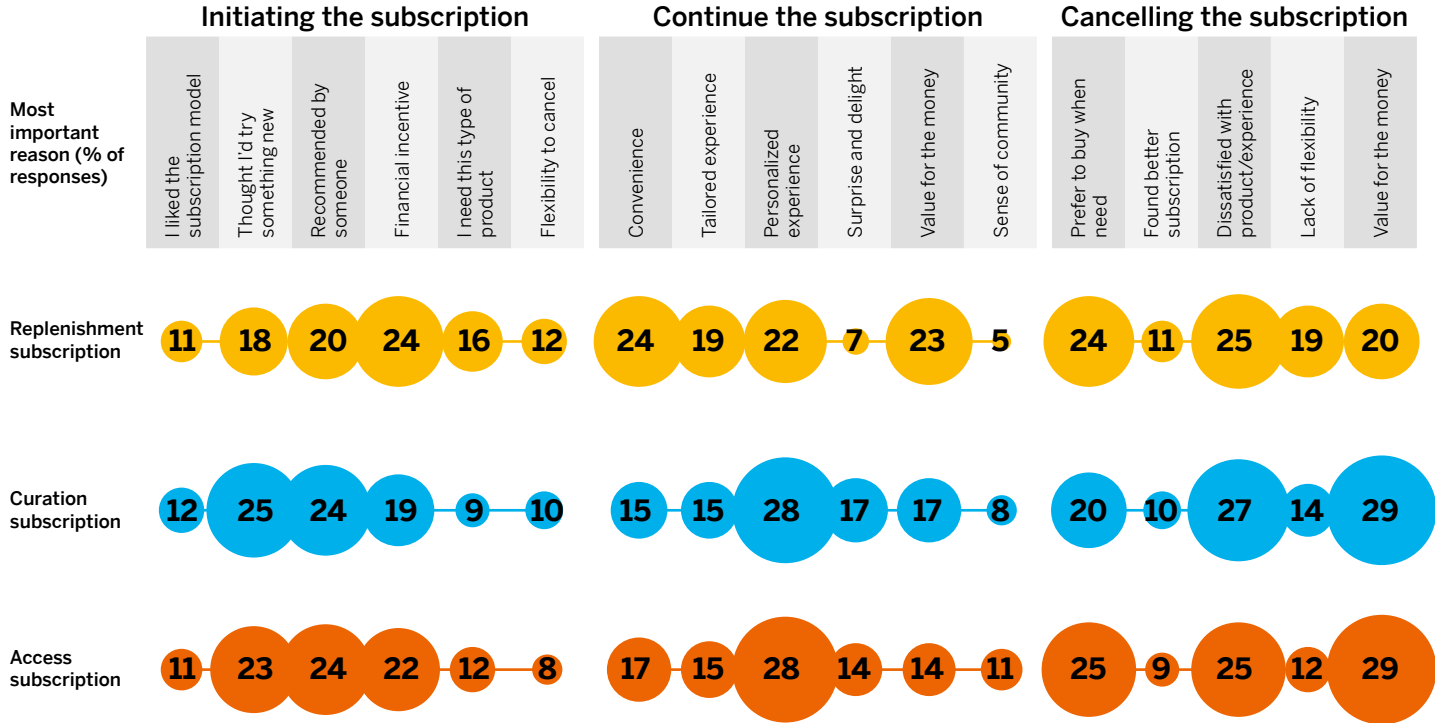 Initiating the subscription
Continue the subscription
Cancelling the subscription
Most
important
reason (% of
responses)
I liked the
subscription model
Thought I'd try
something new
Recommended by
someone
Financial incentive
I need this type of
product
Flexibility to cancel
Convenience
Tailored experience
Personalized
experience
Surprise and delight
Value for the money
Sense of community
Prefer to buy when
need
Found better
subscription
Dissatisfied with
product/experience
Lack of flexibility
Value for the money
Replenishment
subscription
11 18 20 24 16 12 24 19 22 7 23 5 24 11 25 19 20
Curation
subscription
12 25 24 19 9 10 15 15 28 17 17 8 20 10 27 14 29
Access
subscription
11 23 24 22 12 8 17 15 28 14 14 11 25 9 25 12 29